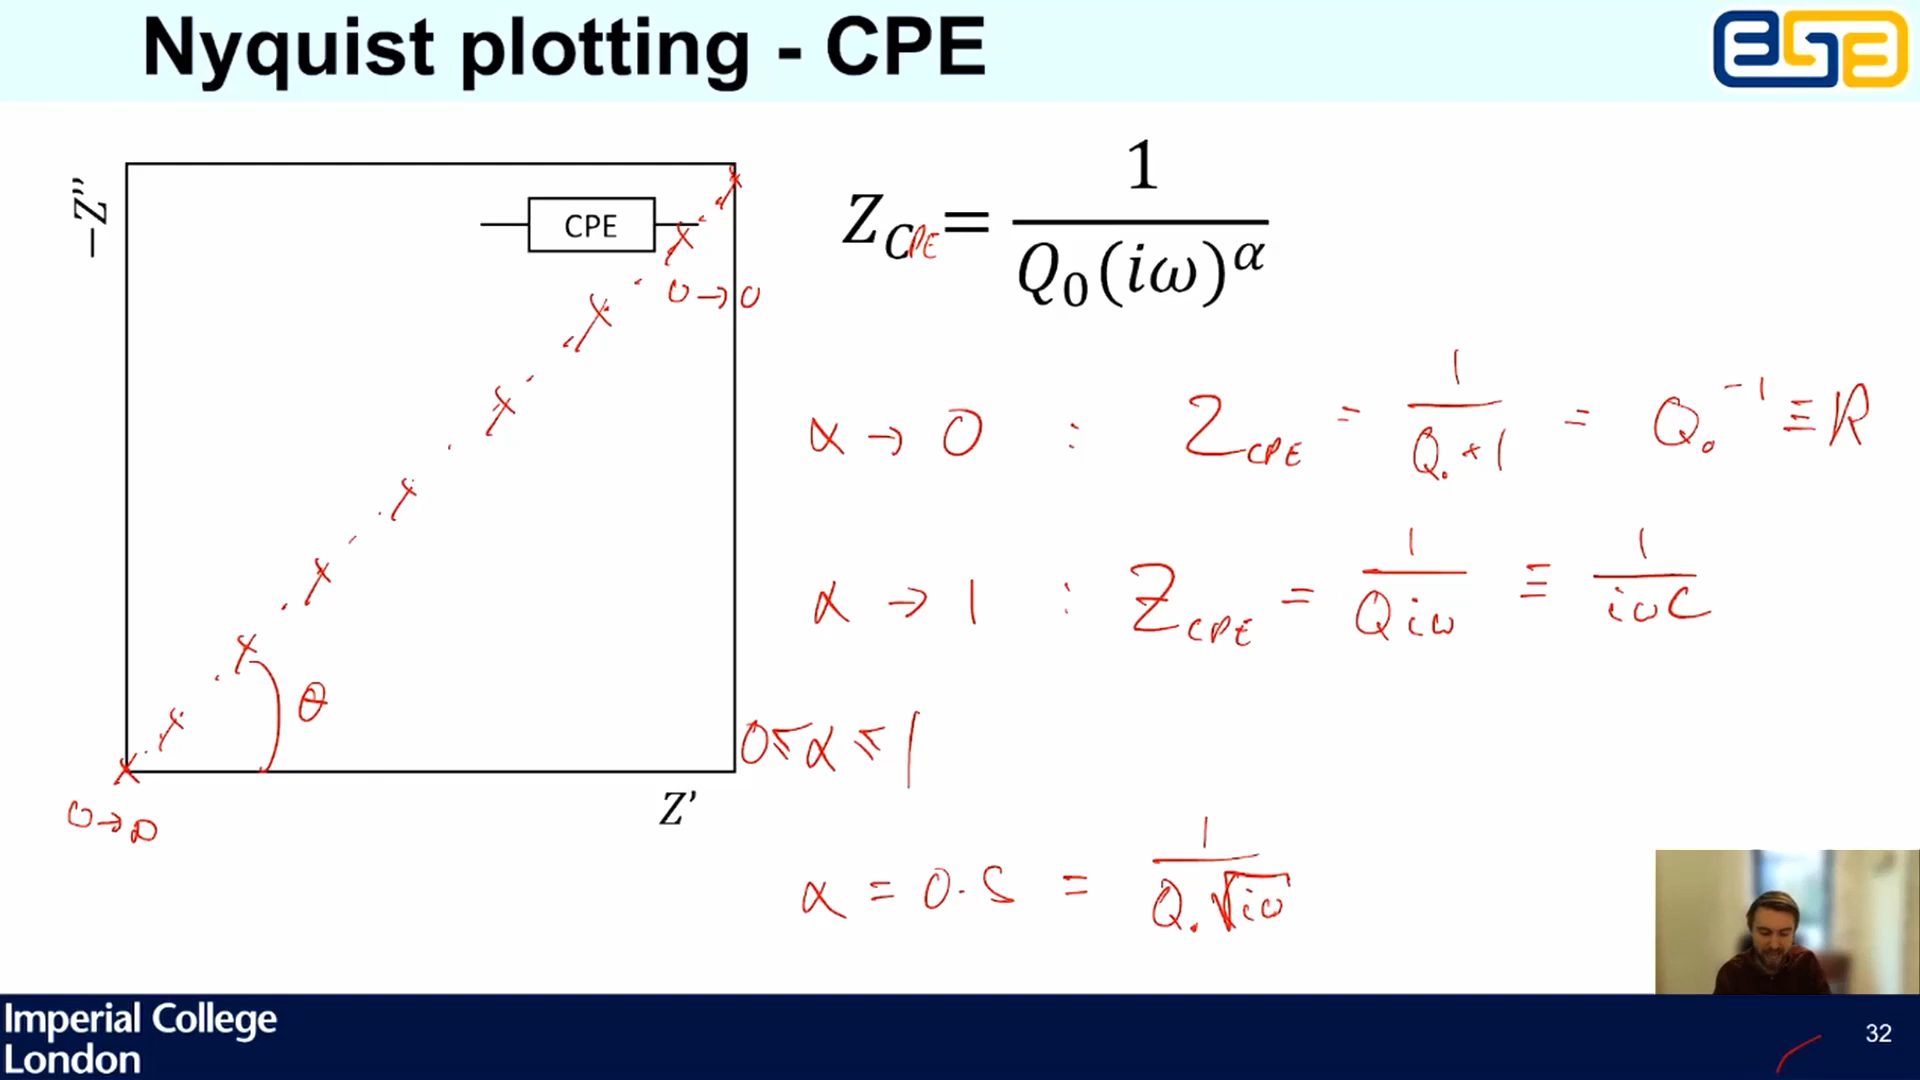 Nyquist plotting - CPE
ESE
−Z”
CPE
ω→0
θ
ω→∞
Z’
Z_CPE = 1 / Q₀(iω)^α
α → 0 : Z_CPE = 1 / Q₀ * 1 = Q₀⁻¹ ≡ R
α → 1 : Z_CPE = 1 / Q iω ≡ 1 / iωC
0 ≤ α ≤ 1
α = 0.5 = 1 / Q₀ √iω
Imperial College
London
32